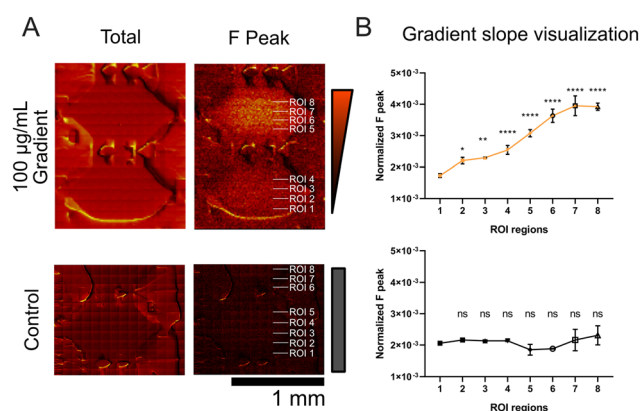 A
Total
F Peak
100 µg/mL
Gradient
ROI 8
ROI 7
ROI 6
ROI 5
ROI 4
ROI 3
ROI 2
ROI 1
Control
ROI 8
ROI 7
ROI 6
ROI 5
ROI 4
ROI 3
ROI 2
ROI 1
1 mm
B
Gradient slope visualization
Normalized F peak
5×10⁻³
4×10⁻³
3×10⁻³
2×10⁻³
1×10⁻³
* ** **** **** **** **** ****
1 2 3 4 5 6 7 8
ROI regions
Normalized F peak
5×10⁻³
4×10⁻³
3×10⁻³
2×10⁻³
1×10⁻³
ns ns ns ns ns ns ns
1 2 3 4 5 6 7 8
ROI regions